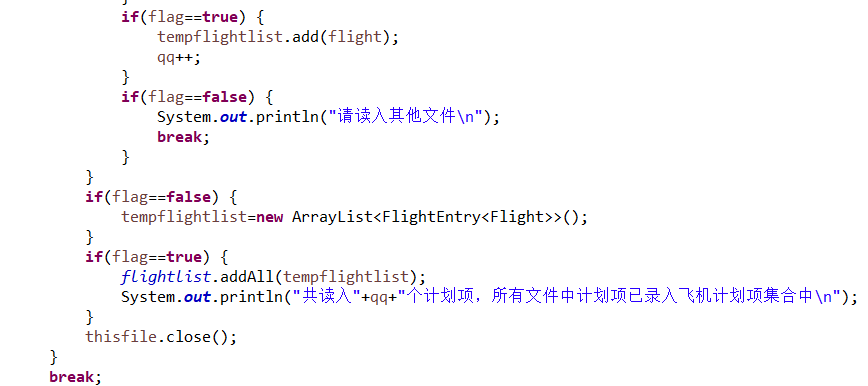 }
if(flag==true) {
tempflightlist.add(flight);
qq++;
}
if(flag==false) {
System.out.println("请读入其他文件\n");
break;
}
}
if(flag==false) {
tempflightlist=new ArrayList<FlightEntry<Flight>>();
}
if(flag==true) {
flightlist.addAll(tempflightlist);
System.out.println("共读入"+qq+"个计划项，所有文件中计划项已录入飞机计划项集合中\n");
}
thisfile.close();
}
break;